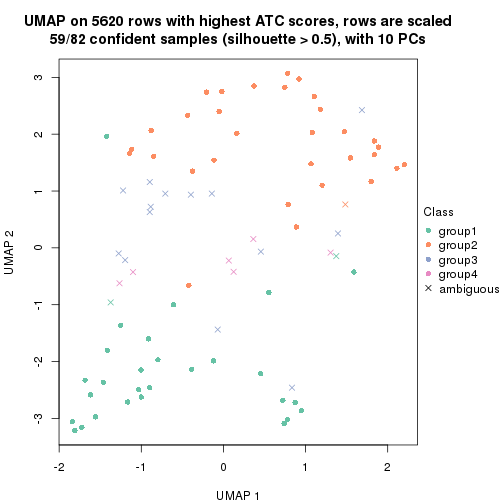 UMAP on 5620 rows with highest ATC scores, rows are scaled
59/82 confident samples (silhouette > 0.5), with 10 PCs
3
2
1
0
-1
-2
-3
UMAP 2
-2
-1
0
1
2
UMAP 1
Class
group1
group2
group3
group4
ambiguous